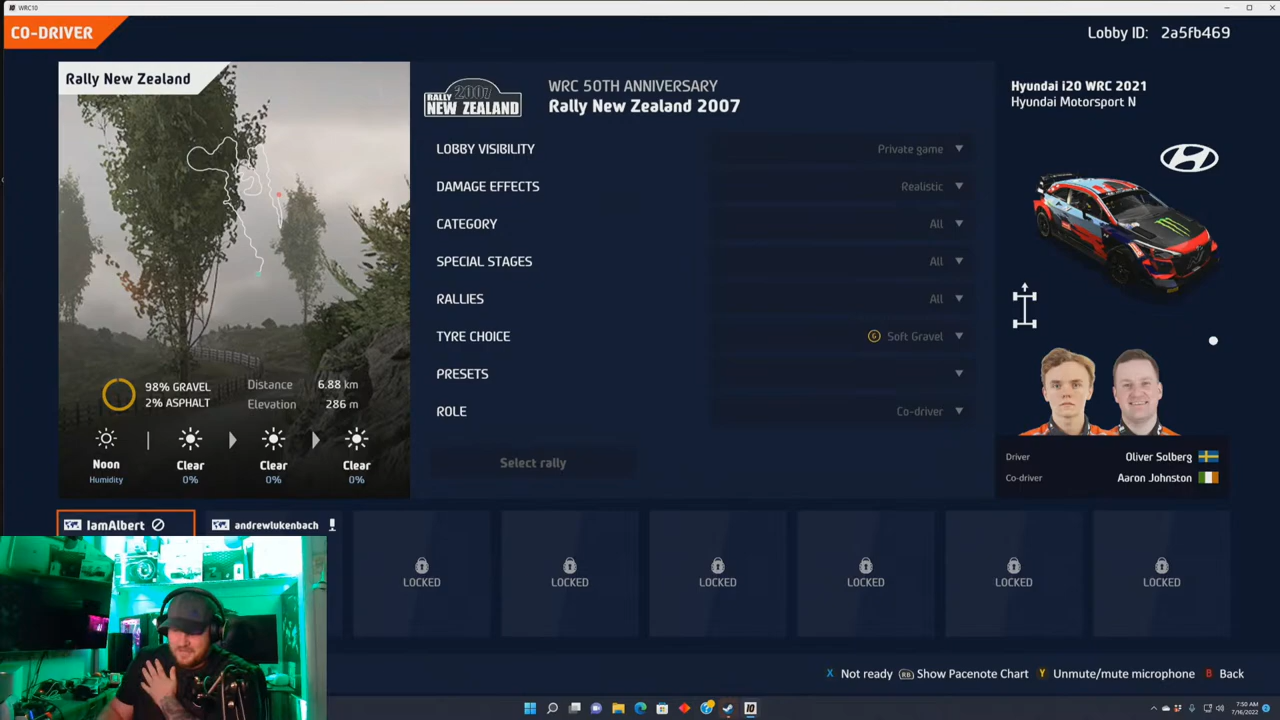 WRC10
CO-DRIVER
Lobby ID: 2a5fb469
Rally New Zealand
98% GRAVEL
2% ASPHALT
Distance 6.88 km
Elevation 286 m
Noon
Humidity
Clear
0%
Clear
0%
Clear
0%
2007
RALLY
NEW ZEALAND
WRC 50TH ANNIVERSARY
Rally New Zealand 2007
LOBBY VISIBILITY Private game
DAMAGE EFFECTS Realistic
CATEGORY All
SPECIAL STAGES All
RALLIES All
TYRE CHOICE G Soft Gravel
PRESETS
ROLE Co-driver
Select rally
Hyundai i20 WRC 2021
Hyundai Motorsport N
Driver Oliver Solberg
Co-driver Aaron Johnston
IamAlbert
andrewlukenbach
LOCKED
LOCKED
LOCKED
LOCKED
LOCKED
LOCKED
X Not ready RB Show Pacenote Chart Y Unmute/mute microphone B Back
10
7:50 AM
7/16/2022